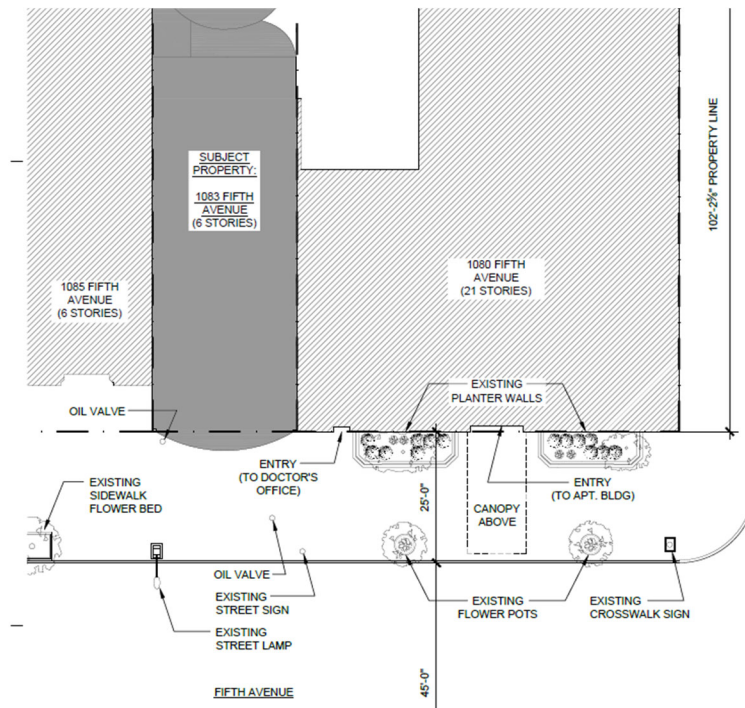 SUBJECT
PROPERTY:
1083 FIFTH
AVENUE
(6 STORIES)
102'-2⅝" PROPERTY LINE
1080 FIFTH
AVENUE
(21 STORIES)
1085 FIFTH
AVENUE
(6 STORIES)
EXISTING
PLANTER WALLS
OIL VALVE
ENTRY
(TO DOCTOR'S
OFFICE)
ENTRY
(TO APT. BLDG)
EXISTING
SIDEWALK
FLOWER BED
25'-0"
CANOPY
ABOVE
OIL VALVE
EXISTING
STREET SIGN
EXISTING
FLOWER POTS
EXISTING
CROSSWALK SIGN
EXISTING
STREET LAMP
FIFTH AVENUE
45'-0"